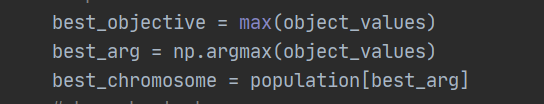 best_objective = max(object_values)
best_arg = np.argmax(object_values)
best_chromosome = population[best_arg]